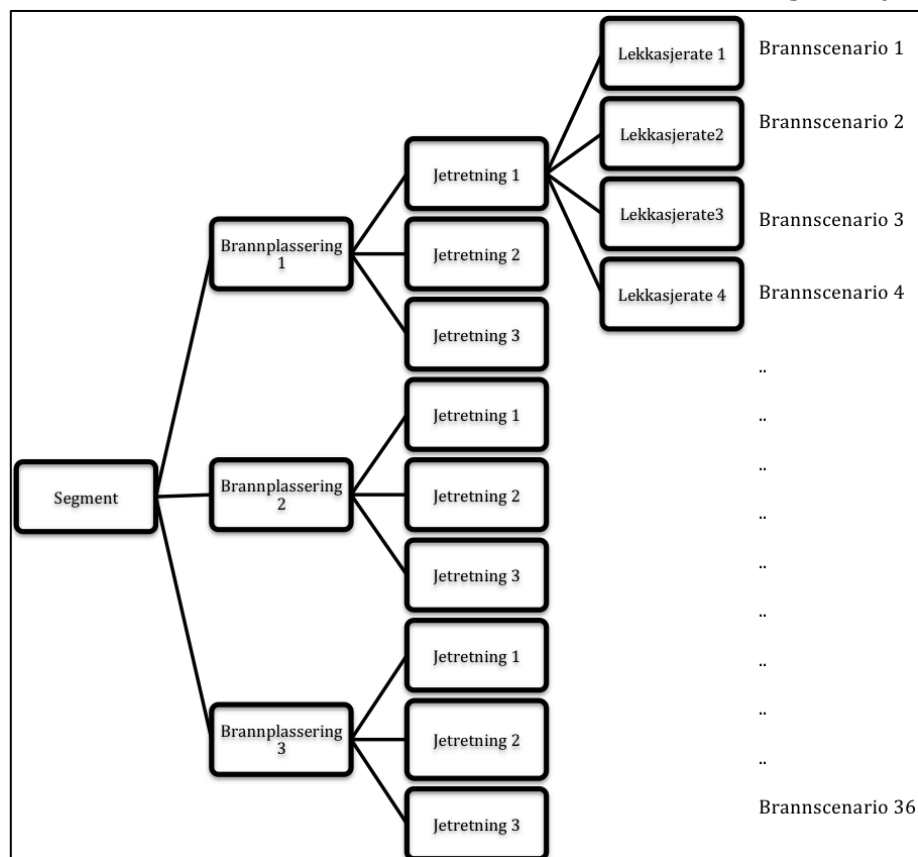 Lekkasjerate 1
Brannscenario 1
Lekkasjerate2
Brannscenario 2
Jetretning 1
Lekkasjerate3
Brannscenario 3
Brannplassering
1
Jetretning 2
Lekkasjerate 4
Brannscenario 4
Jetretning 3
..
Jetretning 1
..
Segment
Brannplassering
2
Jetretning 2
..
..
Jetretning 3
..
..
Jetretning 1
..
Brannplassering
3
Jetretning 2
..
..
Jetretning 3
Brannscenario 36